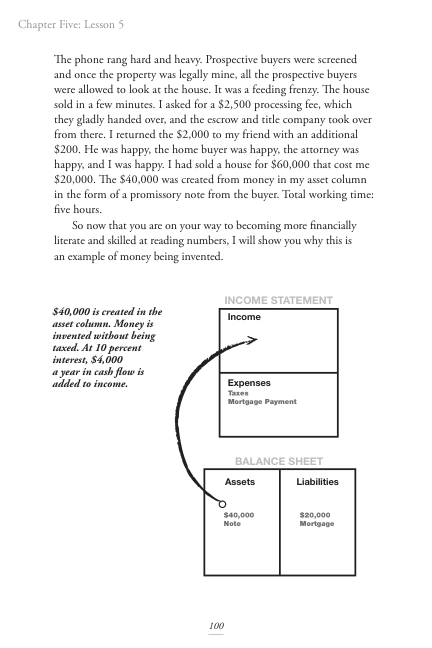 Chapter Five: Lesson 5
The phone rang hard and heavy. Prospective buyers were screened
and once the property was legally mine, all the prospective buyers
were allowed to look at the house. It was a feeding frenzy. The house
sold in a few minutes. I asked for a $2,500 processing fee, which
they gladly handed over, and the escrow and title company took over
from there. I returned the $2,000 to my friend with an additional
$200. He was happy, the home buyer was happy, the attorney was
happy, and I was happy. I had sold a house for $60,000 that cost me
$20,000. The $40,000 was created from money in my asset column
in the form of a promissory note from the buyer. Total working time:
five hours.
So now that you are on your way to becoming more financially
literate and skilled at reading numbers, I will show you why this is
an example of money being invented.
$40,000 is created in the
asset column. Money is
invented without being
taxed. At 10 percent
interest, $4,000
a year in cash flow is
added to income.
INCOME STATEMENT
Income
Expenses
Taxes
Mortgage Payment
BALANCE SHEET
Assets
$40,000
Note
Liabilities
$20,000
Mortgage
100